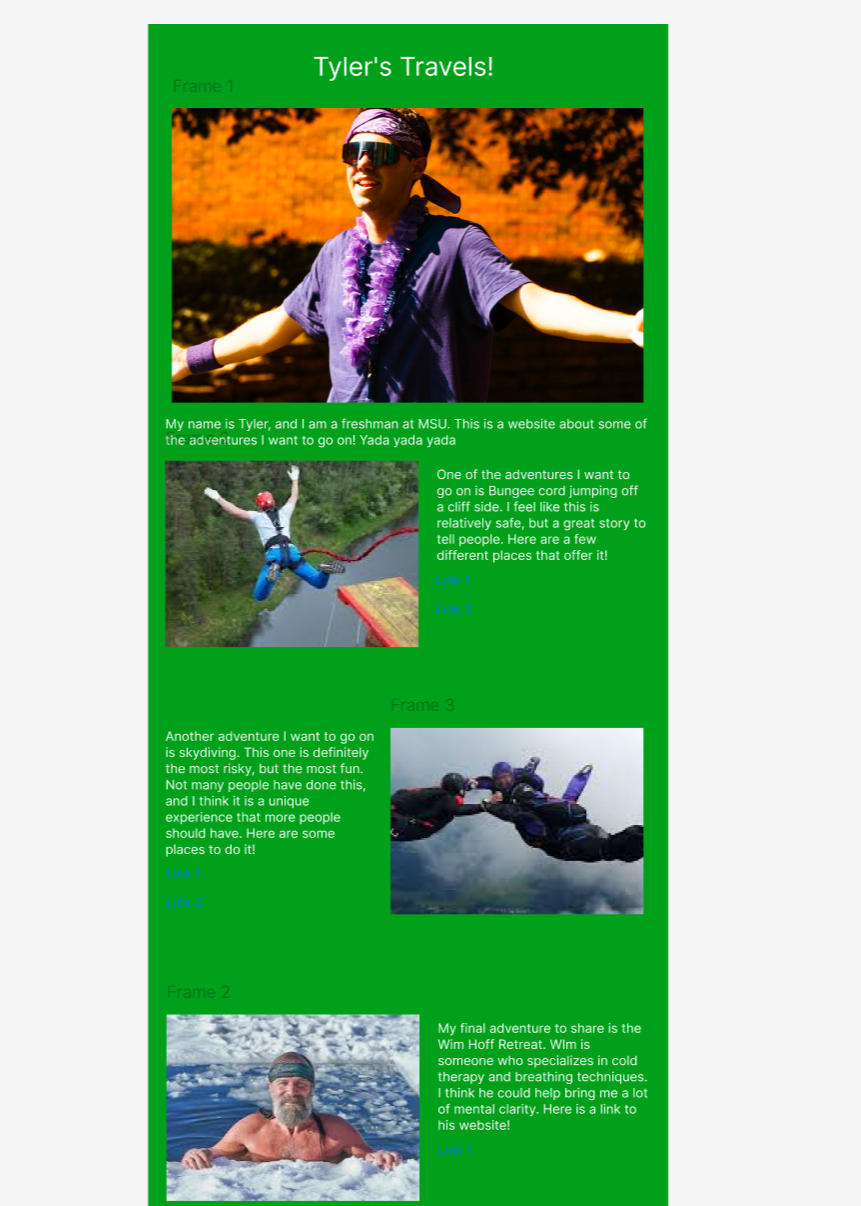 Tyler's Travels!
Frame 1
My name is Tyler, and I am a freshman at MSU. This is a website about some of
the adventures I want to go on! Yada yada yada
One of the adventures I want to
go on is Bungee cord jumping off
a cliff side. I feel like this is
relatively safe, but a great story to
tell people. Here are a few
different places that offer it!
Link 1
Link 2
Frame 3
Another adventure I want to go on
is skydiving. This one is definitely
the most risky, but the most fun.
Not many people have done this,
and I think it is a unique
experience that more people
should have. Here are some
places to do it!
Link 1
Link 2
Frame 2
My final adventure to share is the
Wim Hoff Retreat. WIm is
someone who specializes in cold
therapy and breathing techniques.
I think he could help bring me a lot
of mental clarity. Here is a link to
his website!
Link 1